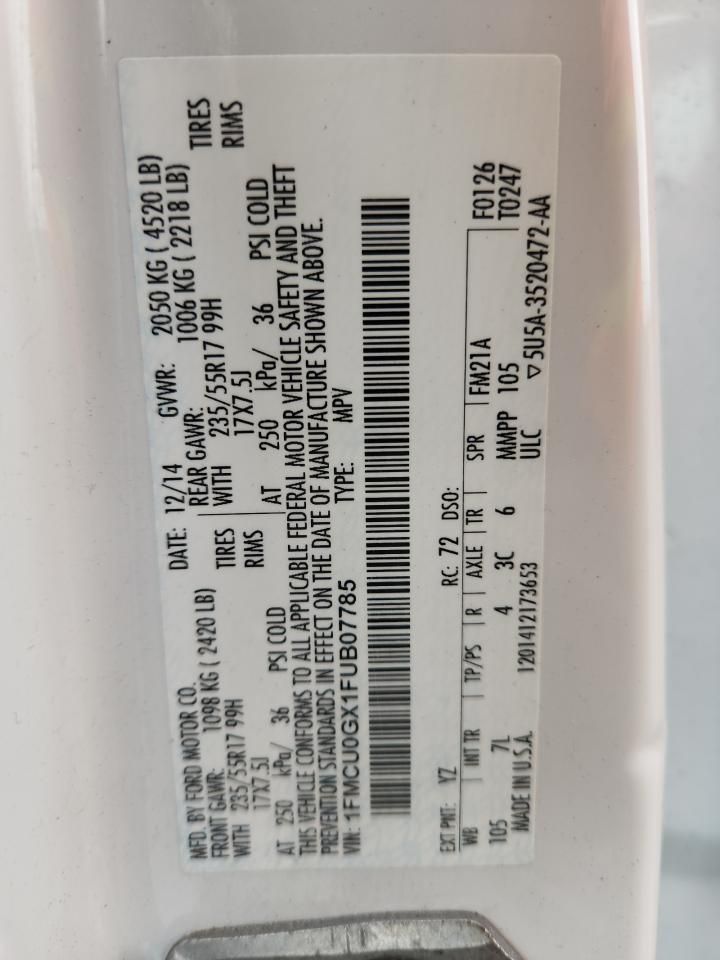 MFD. BY FORD MOTOR CO. DATE: 12/14 GVWR: 2050 KG ( 4520 LB)
FRONT GAWR: 1098 KG ( 2420 LB) REAR GAWR: 1006 KG ( 2218 LB)
WITH 235/55R17 99H TIRES WITH 235/55R17 99H TIRES
17X7.5J RIMS 17X7.5J RIMS
AT 250 kPa/ 36 PSI COLD AT 250 kPa/ 36 PSI COLD
THIS VEHICLE CONFORMS TO ALL APPLICABLE FEDERAL MOTOR VEHICLE SAFETY AND THEFT
PREVENTION STANDARDS IN EFFECT ON THE DATE OF MANUFACTURE SHOWN ABOVE.
VIN: 1FMCU0GX1FUB07785 TYPE: MPV
EXT PNT: YZ RC: 72 DSO: F0126
WB INT TR TP/PS R AXLE TR SPR FM21A T0247
105 7L 4 3C 6 MMPP 105
MADE IN U.S.A. 1201412173653 ULC ▽5U5A-3520472-AA